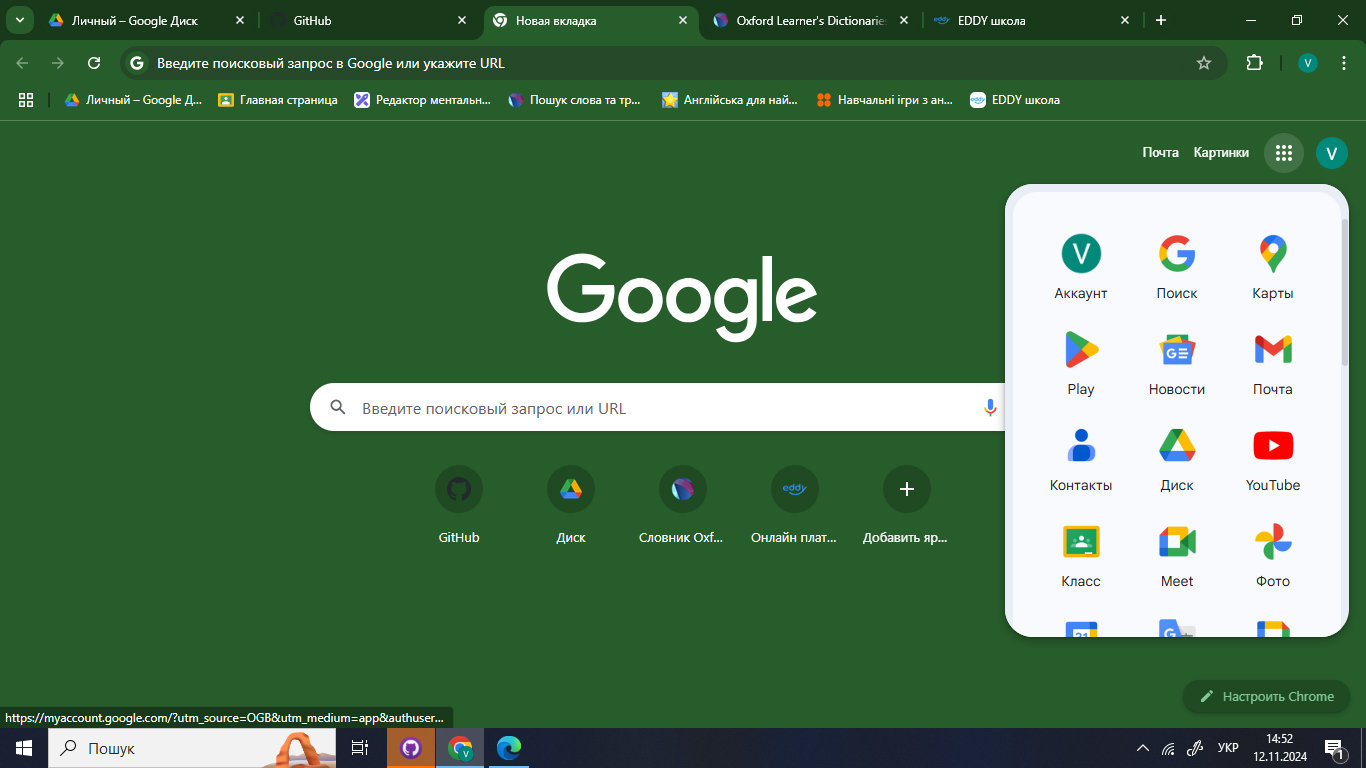 Личный – Google Диск
GitHub
Новая вкладка
Oxford Learner's Dictionaries
EDDY школа
Введите поисковый запрос в Google или укажите URL
V
Личный – Google Д...
Главная страница
Редактор ментальн...
Пошук слова та тр...
Англійська для най...
Навчальні ігри з ан...
EDDY школа
Почта
Картинки
V
Google
Введите поисковый запрос или URL
GitHub
Диск
Словник Oxf...
eddy
Онлайн плат...
Добавить яр...
V
Аккаунт
Поиск
Карты
Play
Новости
Почта
Контакты
Диск
YouTube
Класс
Meet
Фото
31
Настроить Chrome
https://myaccount.google.com/?utm_source=OGB&utm_medium=app&authuser...
Пошук
УКР
14:52
12.11.2024
1